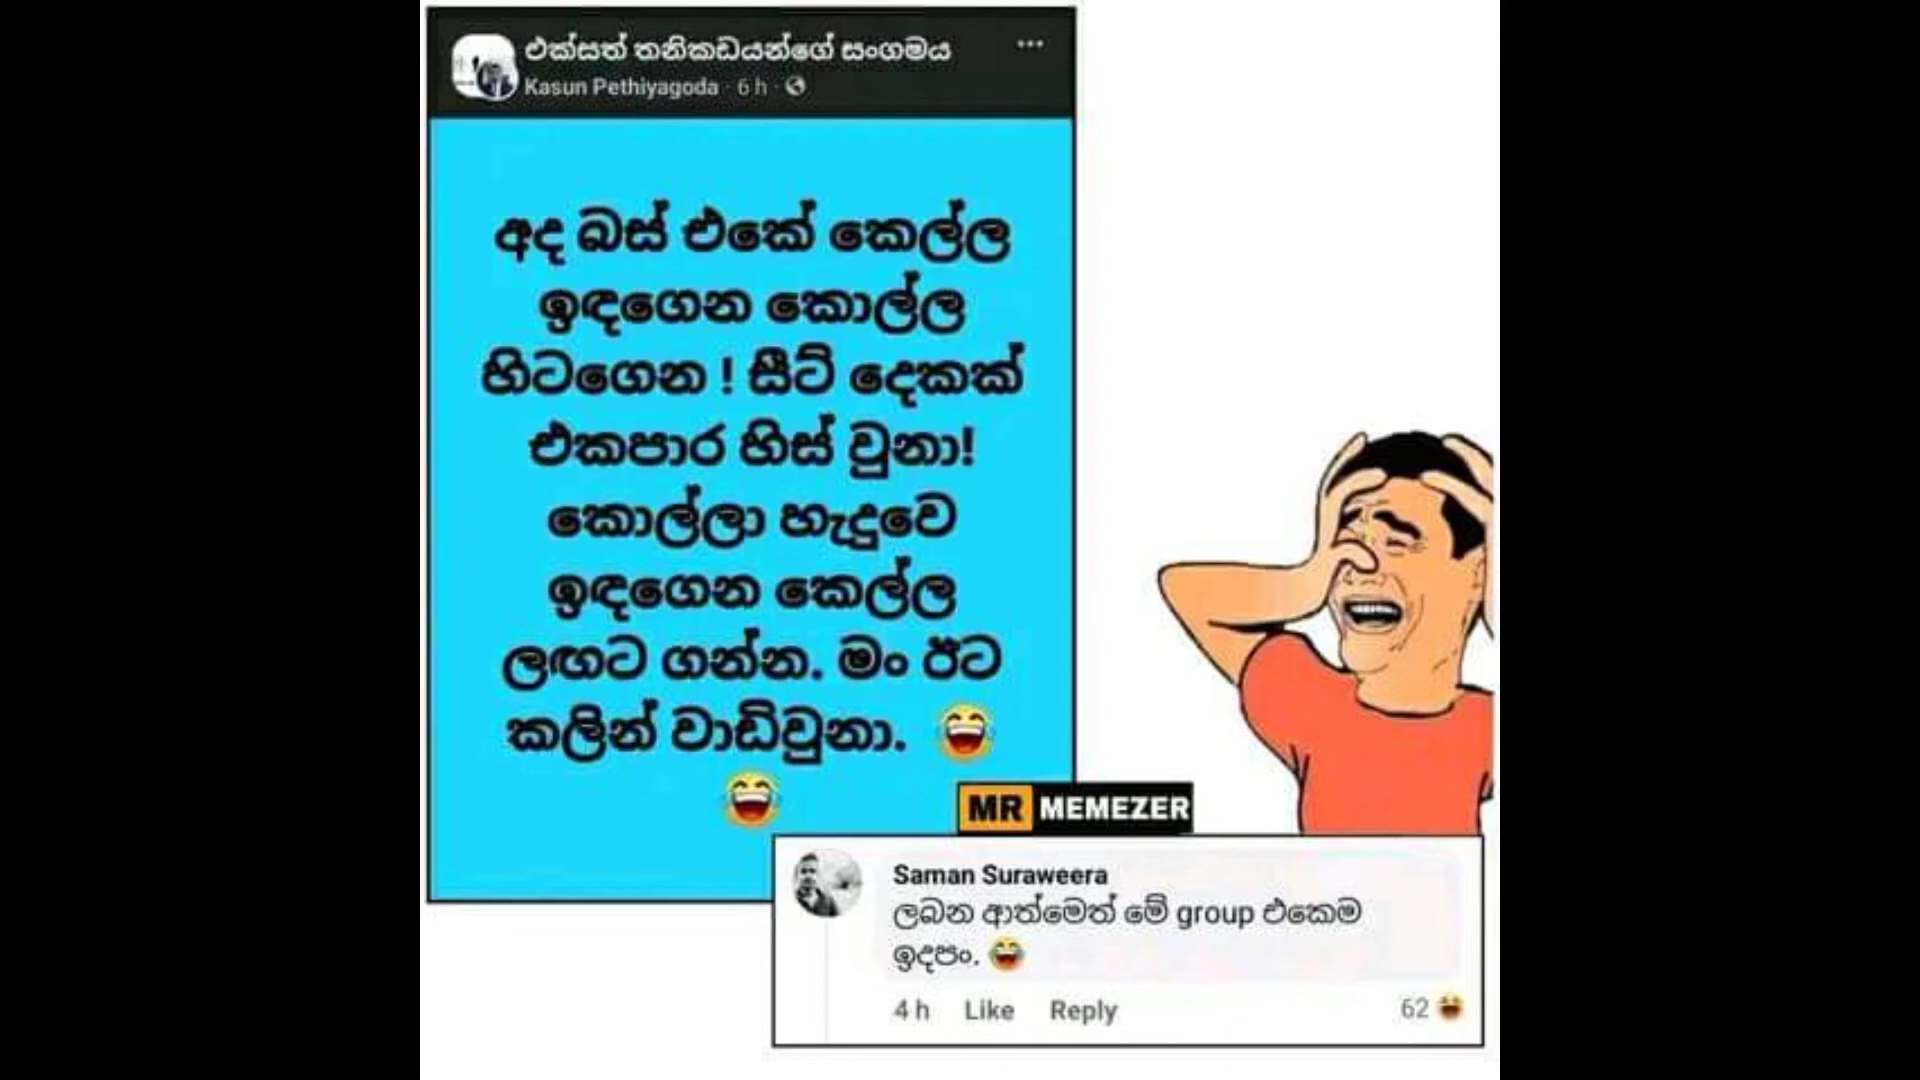 එක්සත් තනිකඩයන්ගේ සංගමය
Kasun Pethiyagoda · 6 h ·
අද බස් එකේ කෙල්ල
ඉඳගෙන කොල්ල
හිටගෙන ! සීට් දෙකක්
එකපාර හිස් වුනා!
කොල්ලා හැදුවෙ
ඉඳගෙන කෙල්ල
ළඟට ගන්න. මං ඊට
කලින් වාඩිවුනා. 😂
😂
MR MEMEZER
Saman Suraweera
ලබන ආත්මෙත් මේ group එකෙම
ඉදපං. 😂
4 h Like Reply 62